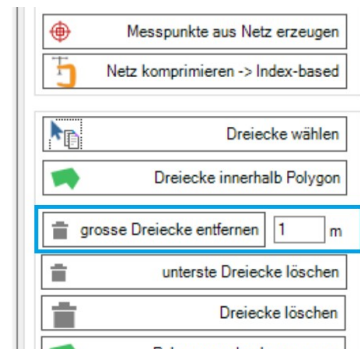 Messpunkte aus Netz erzeugen
Netz komprimieren -> Index-based
Dreiecke wählen
Dreiecke innerhalb Polygon
grosse Dreiecke entfernen 1 m
unterste Dreiecke löschen
Dreiecke löschen